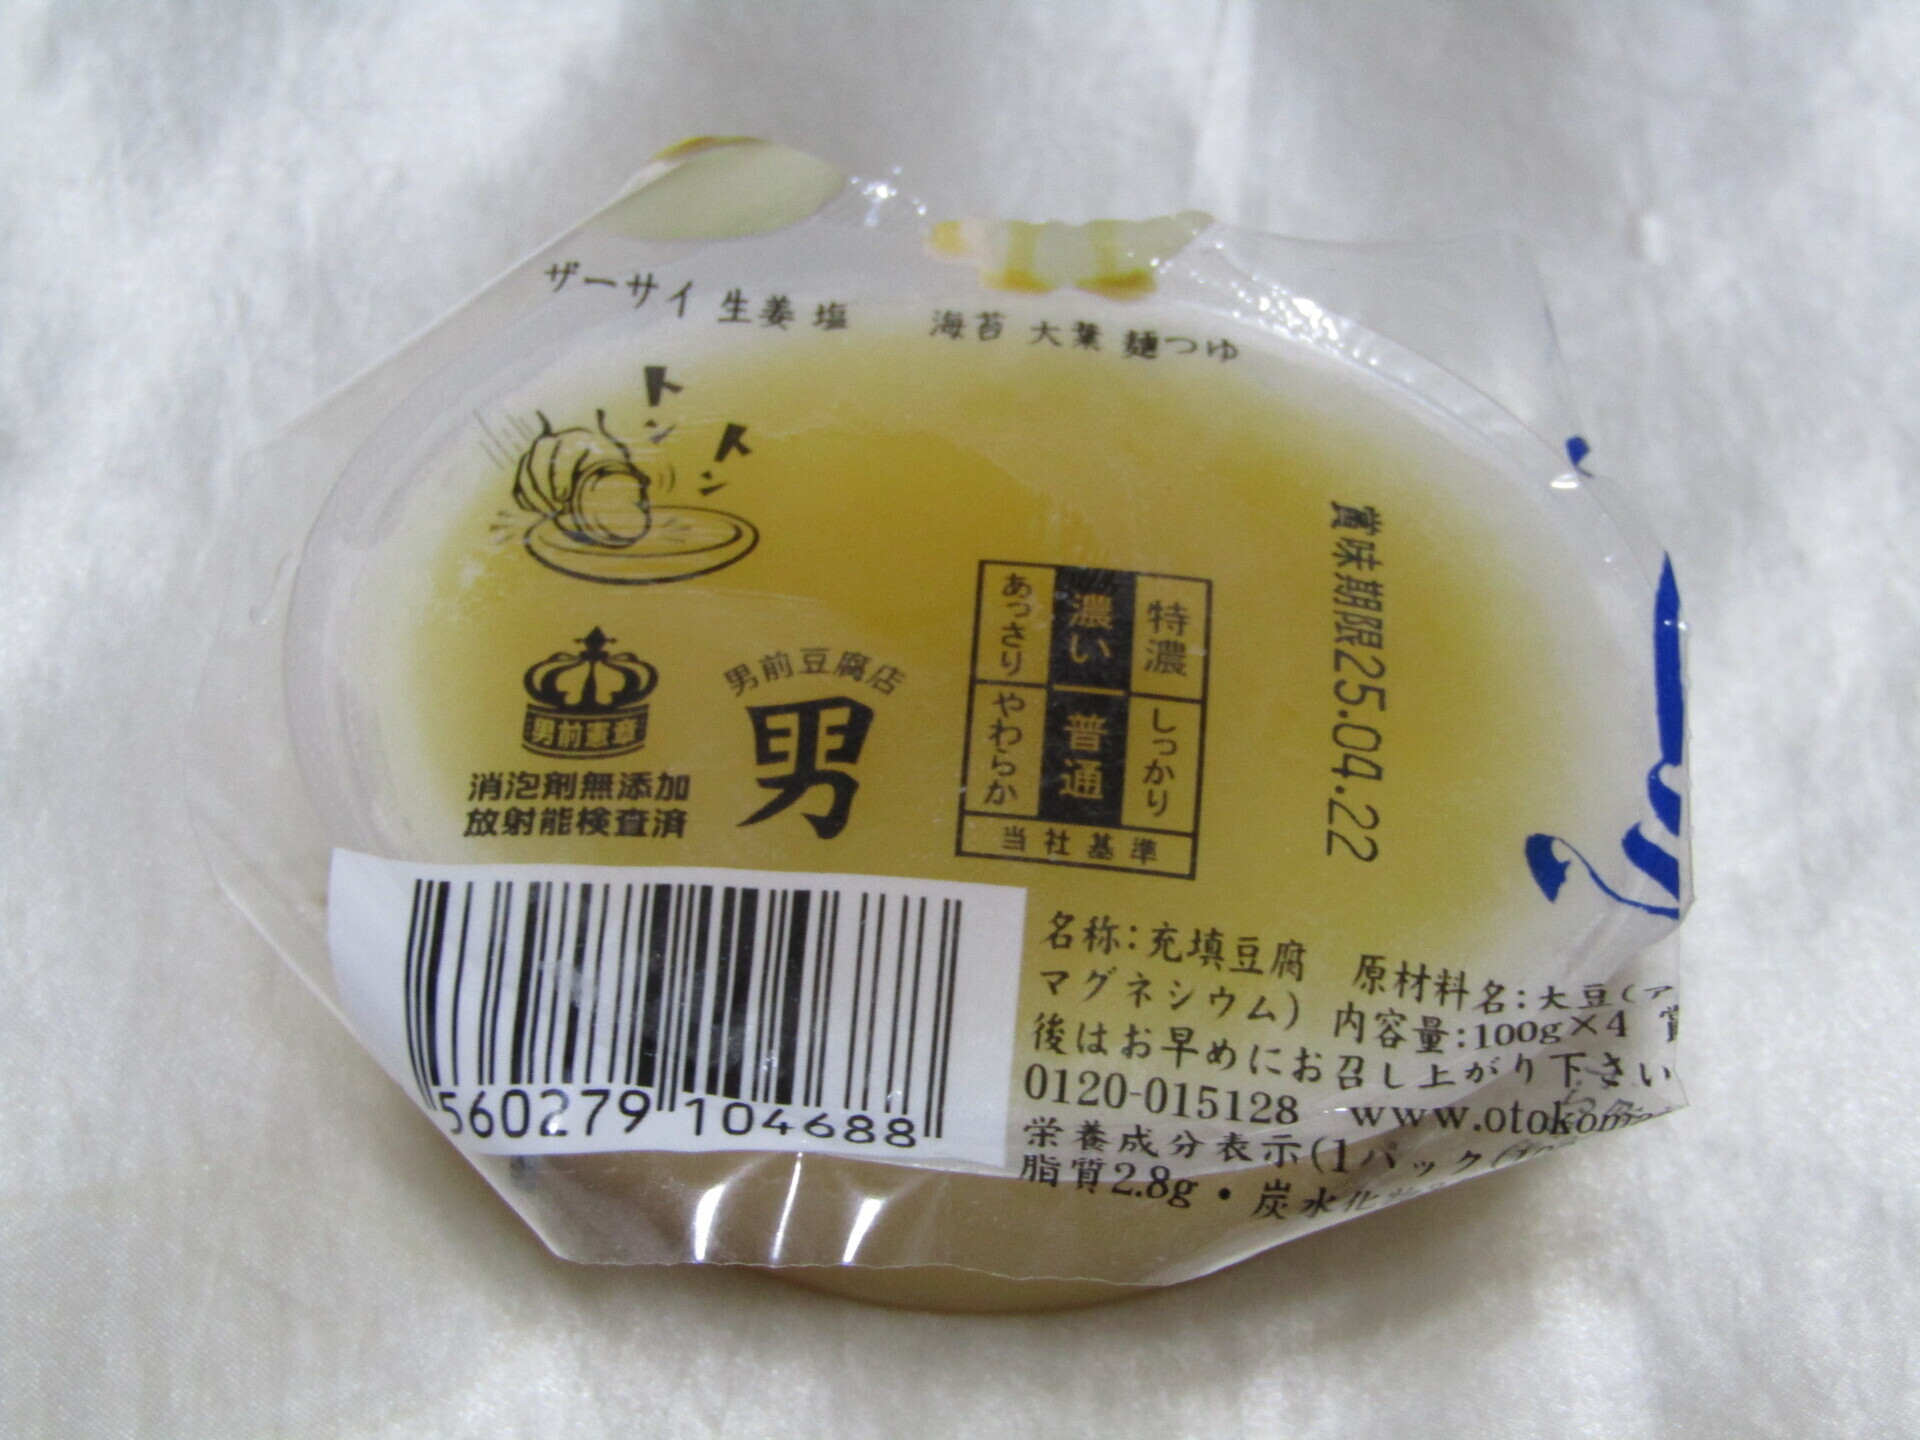 ザーサイ 生姜 塩
海苔 大葉 麺つゆ
トン
トン
男前憲章
消泡剤無添加
放射能検査済
男前豆腐店
男
特濃 濃い あっさり
しっかり 普通 やわらか
当社基準
賞味期限25.04.22
560279 104688
名称:充填豆腐 原材料名:大豆(ア
マグネシウム) 内容量:100g×4 賞
後はお早めにお召し上がり下さい
0120-015128 www.otokom
栄養成分表示(1パック
脂質2.8g・炭水化